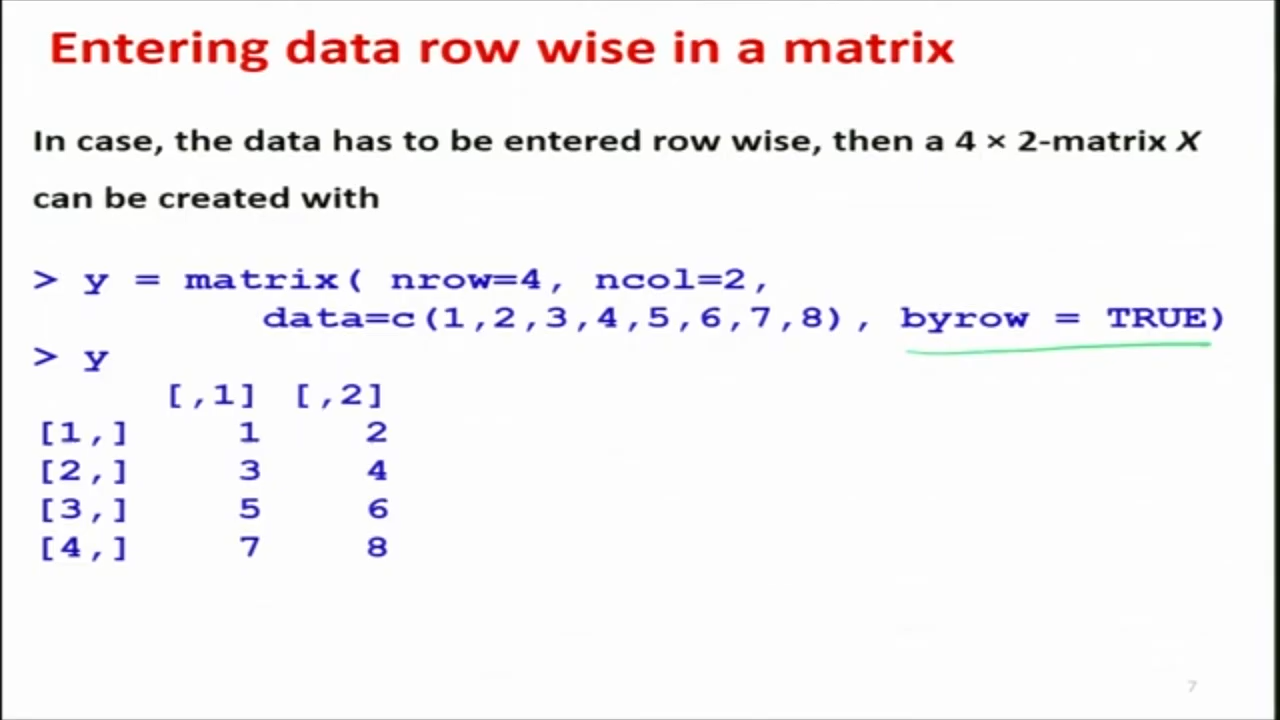 Entering data row wise in a matrix
In case, the data has to be entered row wise, then a 4 × 2-matrix X
can be created with
> y = matrix( nrow=4, ncol=2,
data=c(1,2,3,4,5,6,7,8), byrow = TRUE)
> y
[,1] [,2]
[1,] 1 2
[2,] 3 4
[3,] 5 6
[4,] 7 8
7